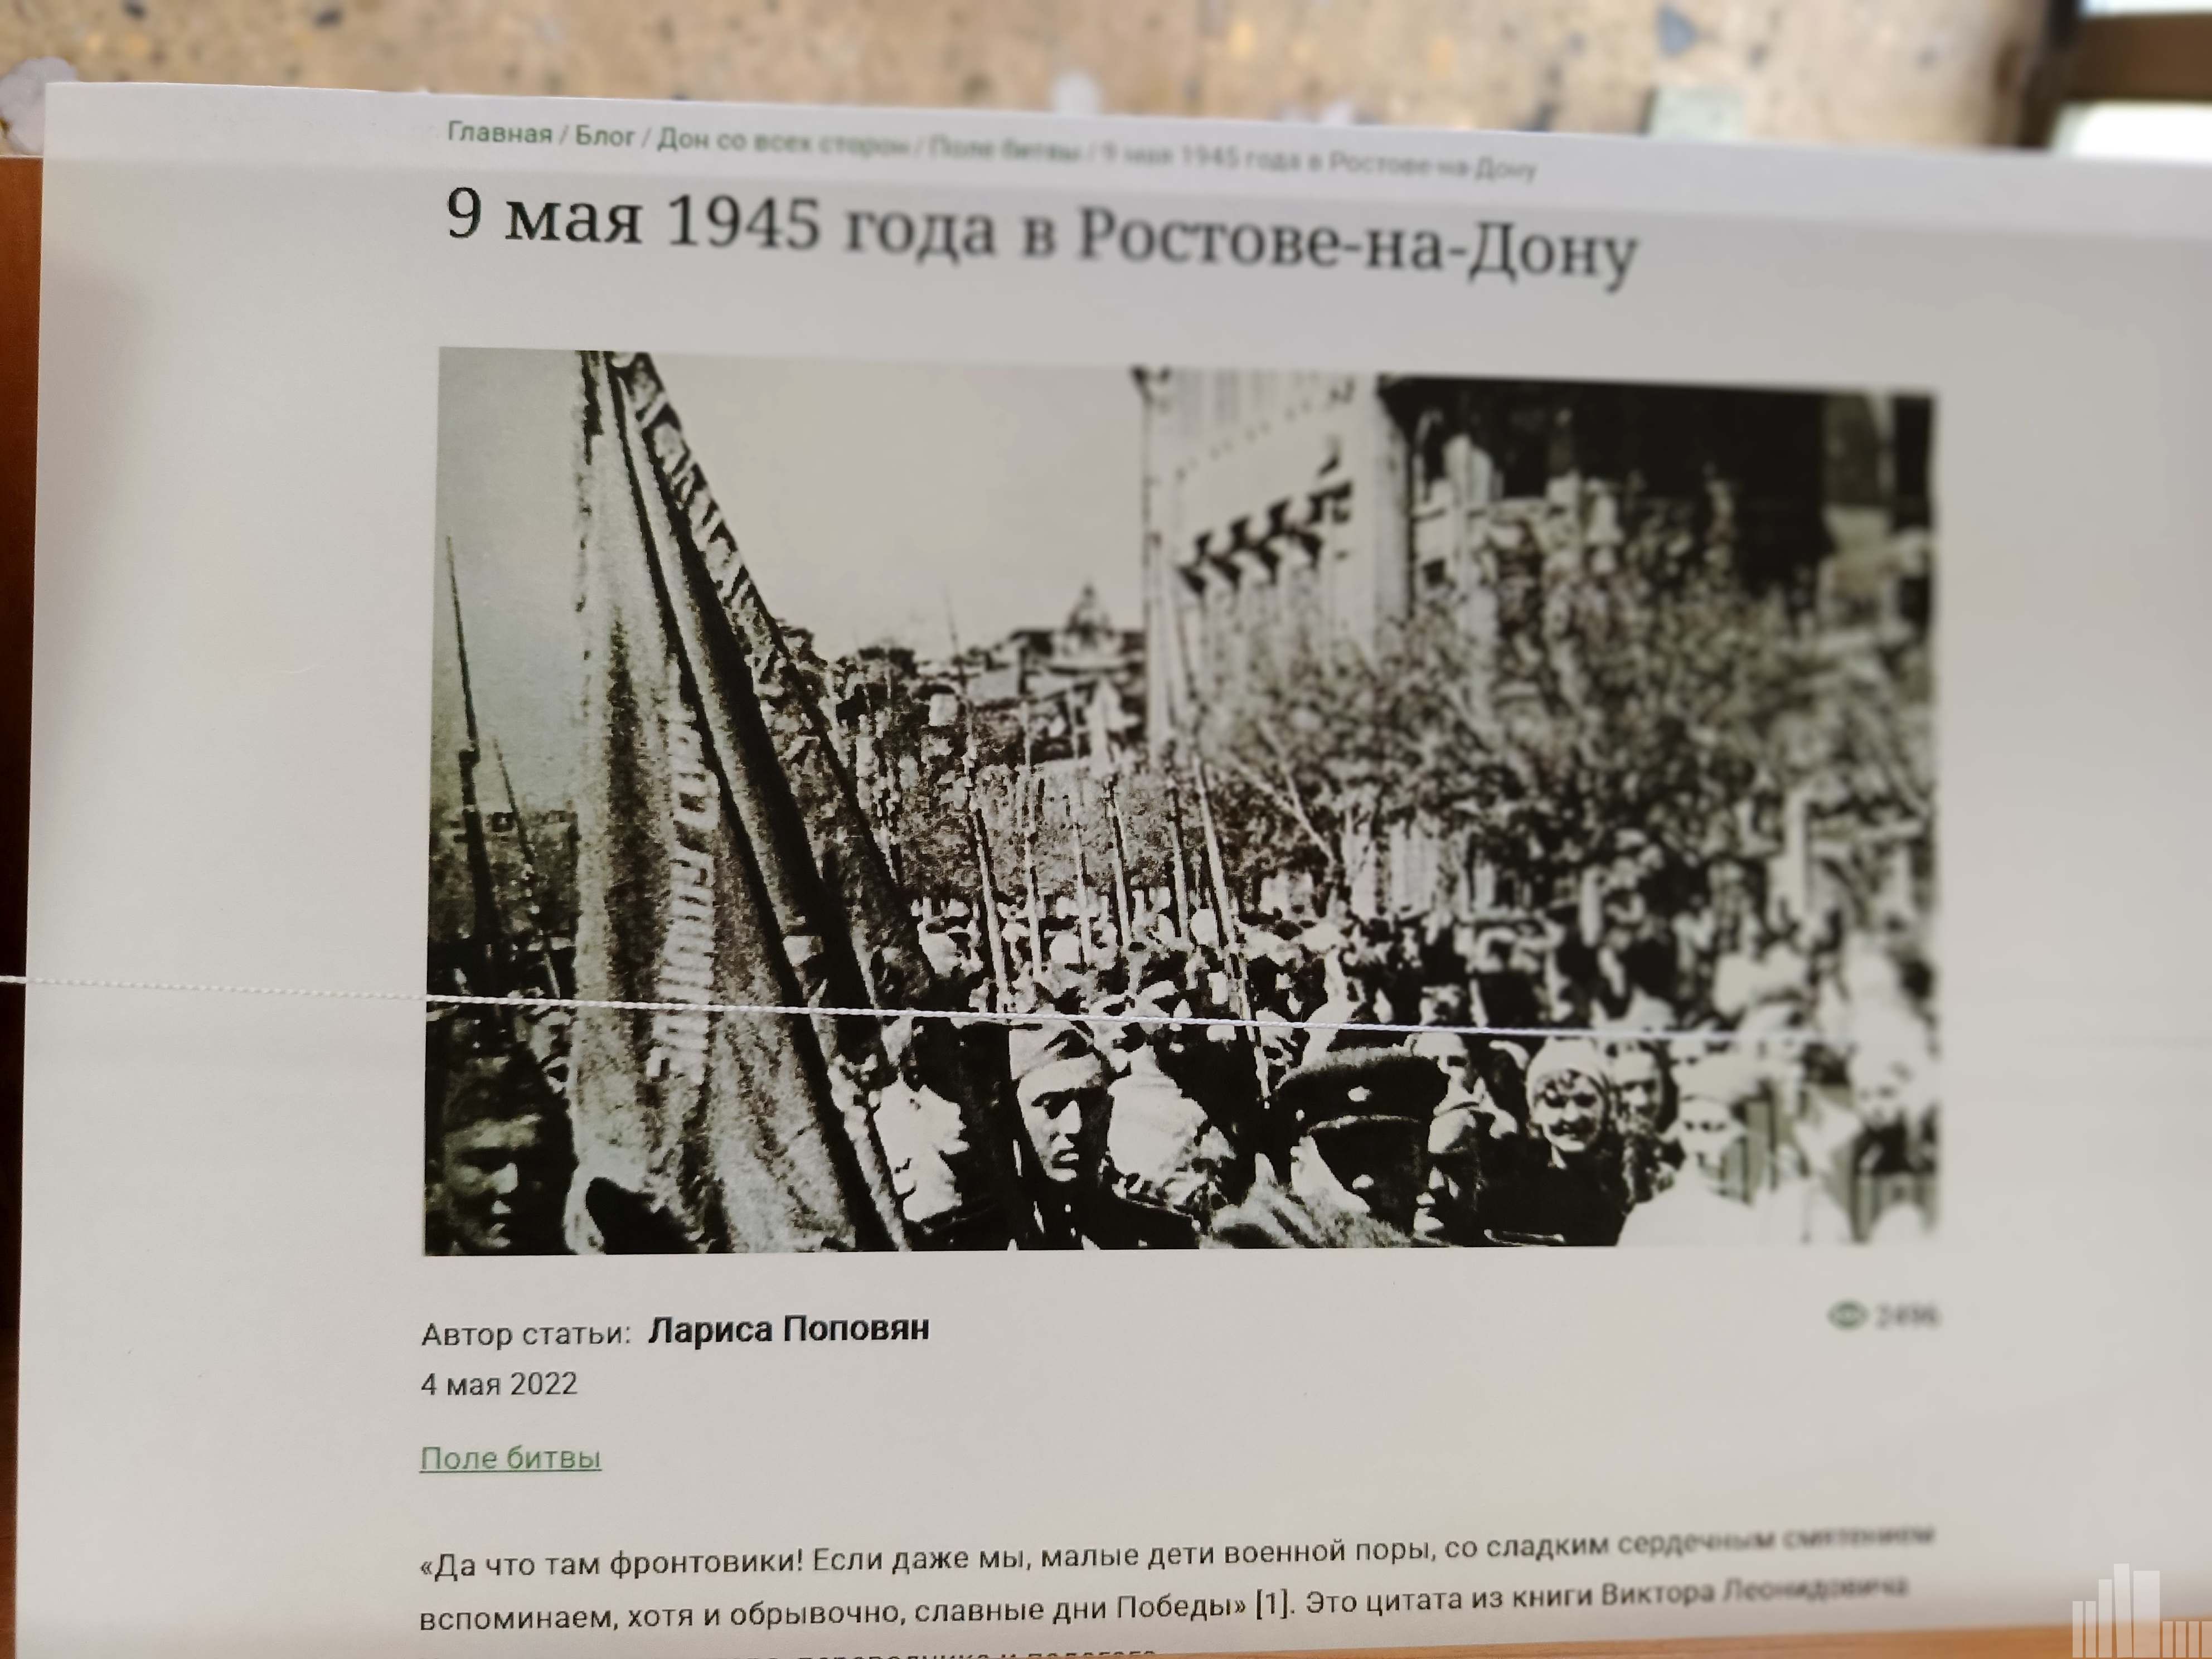 Главная / Блог / Дон со всех сторон / Поле битвы / 9 мая 1945 года в Ростове-на-Дону
9 мая 1945 года в Ростове-на-Дону
Автор статьи: Лариса Поповян
2496
4 мая 2022
Поле битвы
«Да что там фронтовики! Если даже мы, малые дети военной поры, со сладким сердечным смятением
вспоминаем, хотя и обрывочно, славные дни Победы» [1]. Это цитата из книги Виктора Леонидовича